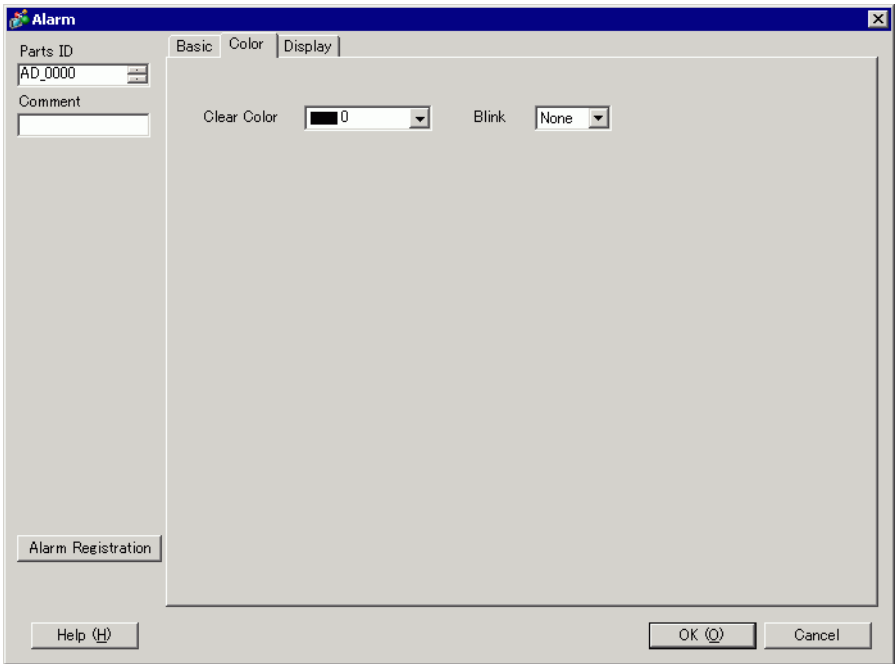 Alarm
Parts ID
AD_0000
Comment
Basic Color Display
Clear Color 0 Blink None
Alarm Registration
Help (H) OK (O) Cancel